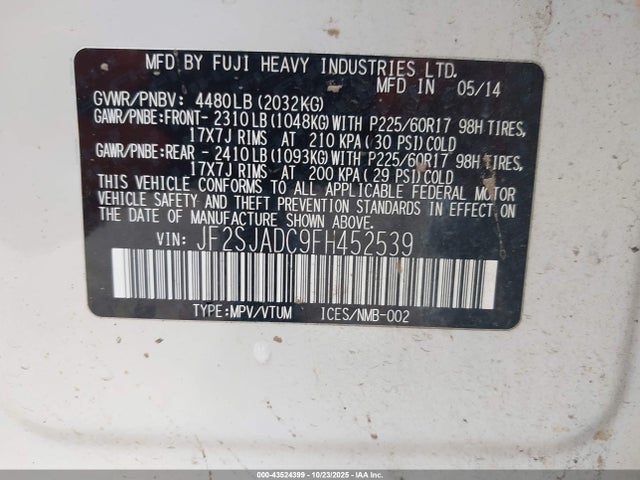 MFD BY FUJI HEAVY INDUSTRIES LTD.
MFD IN 05/14
GVWR/PNBV: 4480LB (2032KG)
GAWR/PNBE:FRONT- 2310LB(1048KG)WITH P225/60R17 98H TIRES,
17X7J RIMS AT 210 KPA( 30 PSI)COLD
GAWR/PNBE:REAR - 2410LB(1093KG)WITH P225/60R17 98H TIRES,
17X7J RIMS AT 200 KPA( 29 PSI)COLD
THIS VEHICLE CONFORMS TO ALL APPLICABLE FEDERAL MOTOR
VEHICLE SAFETY AND THEFT PREVENTION STANDARDS IN EFFECT ON
THE DATE OF MANUFACTURE SHOWN ABOVE.
VIN: JF2SJADC9FH452539
TYPE:MPV/VTUM ICES/NMB-002
000-43524399 - 10/23/2025 - COPART.COM